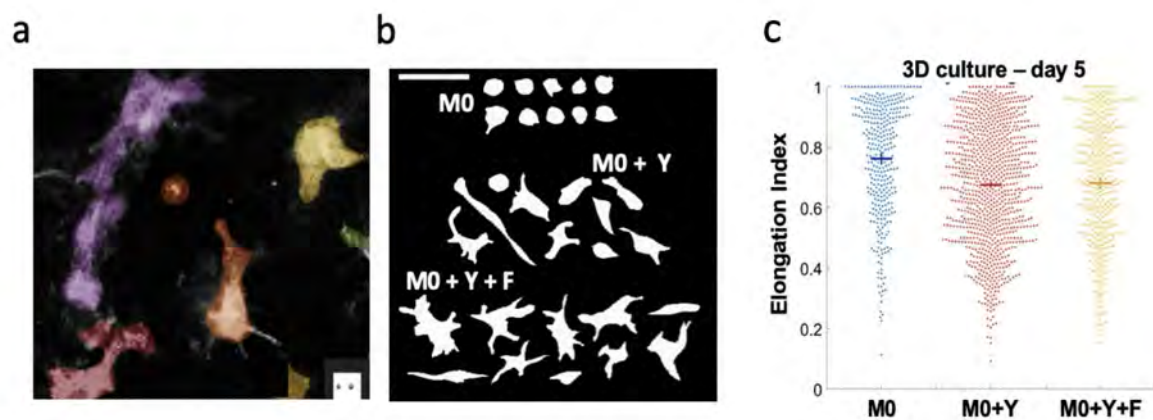 a
b
c
M0
M0 + Y
M0 + Y + F
3D culture – day 5
Elongation Index
1
0.8
0.6
0.4
0.2
0
M0
M0+Y
M0+Y+F